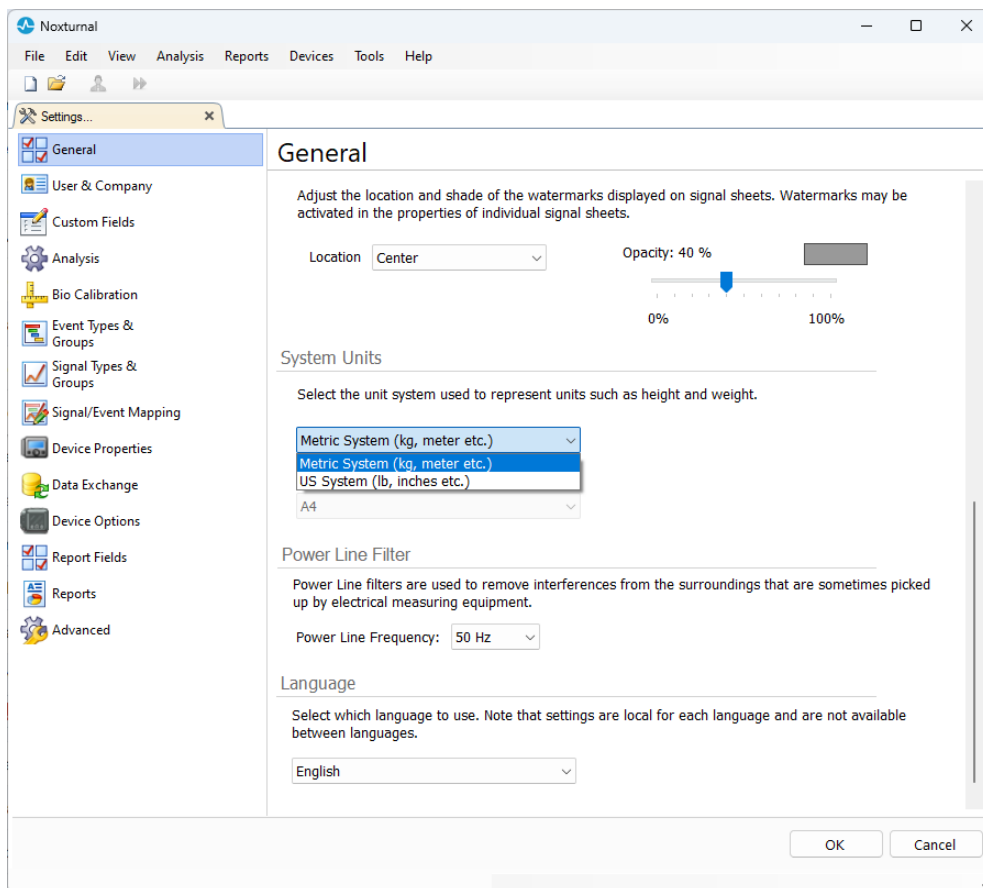 Noxturnal
File Edit View Analysis Reports Devices Tools Help
Settings...
General
User & Company
Custom Fields
Analysis
Bio Calibration
Event Types &
Groups
Signal Types &
Groups
Signal/Event Mapping
Device Properties
Data Exchange
Device Options
Report Fields
Reports
Advanced
General
Adjust the location and shade of the watermarks displayed on signal sheets. Watermarks may be
activated in the properties of individual signal sheets.
Location Center Opacity: 40 %
0% 100%
System Units
Select the unit system used to represent units such as height and weight.
Metric System (kg, meter etc.)
Metric System (kg, meter etc.)
US System (lb, inches etc.)
A4
Power Line Filter
Power Line filters are used to remove interferences from the surroundings that are sometimes picked
up by electrical measuring equipment.
Power Line Frequency: 50 Hz
Language
Select which language to use. Note that settings are local for each language and are not available
between languages.
English
OK Cancel